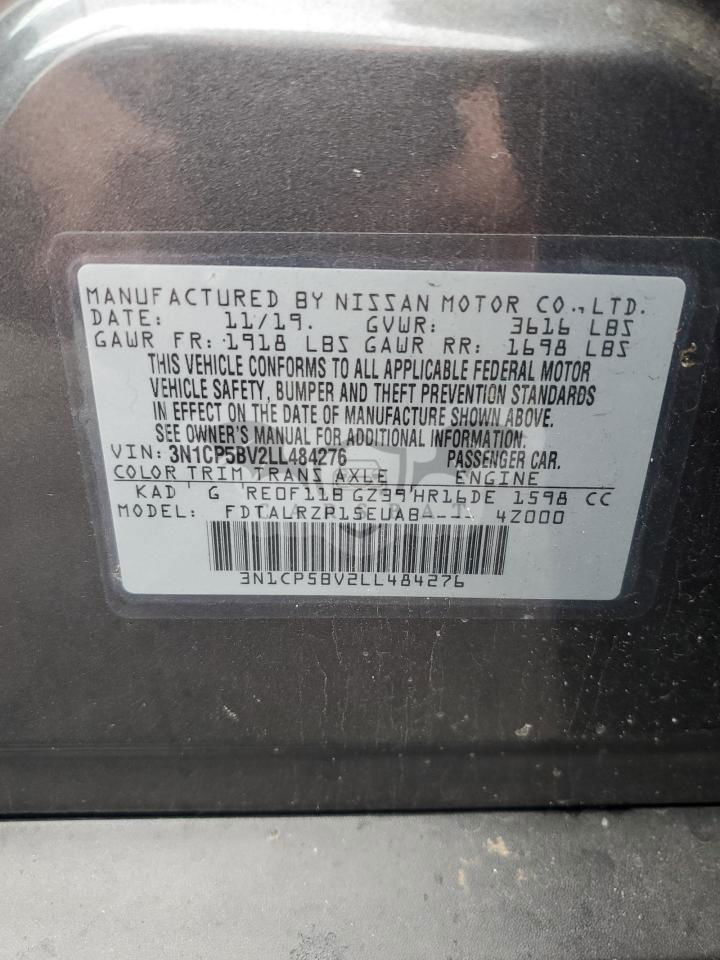 MANUFACTURED BY NISSAN MOTOR CO., LTD.
DATE: 11/19. GVWR: 3616 LBS
GAWR FR: 1918 LBS GAWR RR: 1698 LBS
THIS VEHICLE CONFORMS TO ALL APPLICABLE FEDERAL MOTOR
VEHICLE SAFETY, BUMPER AND THEFT PREVENTION STANDARDS
IN EFFECT ON THE DATE OF MANUFACTURE SHOWN ABOVE.
SEE OWNER'S MANUAL FOR ADDITIONAL INFORMATION.
VIN: 3N1CP5BV2LL484276 PASSENGER CAR.
COLOR TRIM TRANS AXLE ENGINE
KAD G RE0F11B GZ39 HR16DE 1598 CC
MODEL: FDTALRZP15EUAB---- 4Z000
3N1CP5BV2LL484276